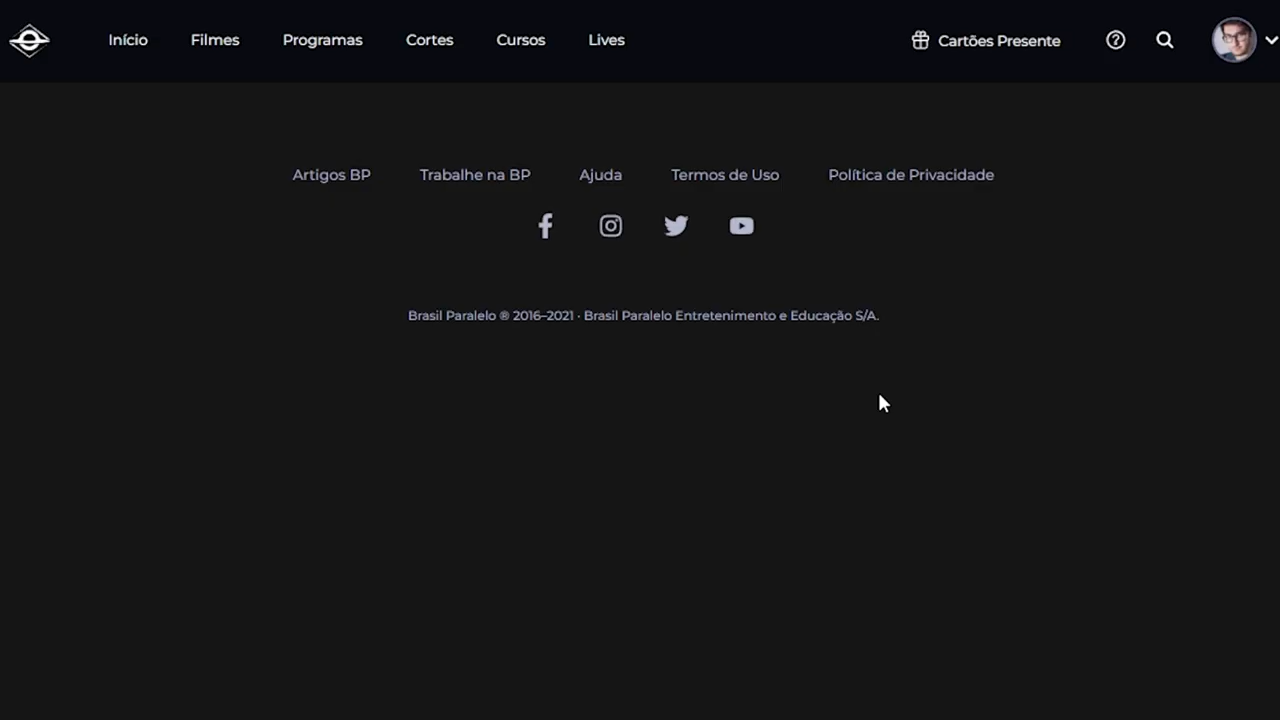 Início Filmes Programas Cortes Cursos Lives Cartões Presente
Artigos BP Trabalhe na BP Ajuda Termos de Uso Política de Privacidade
Brasil Paralelo ® 2016–2021 · Brasil Paralelo Entretenimento e Educação S/A.